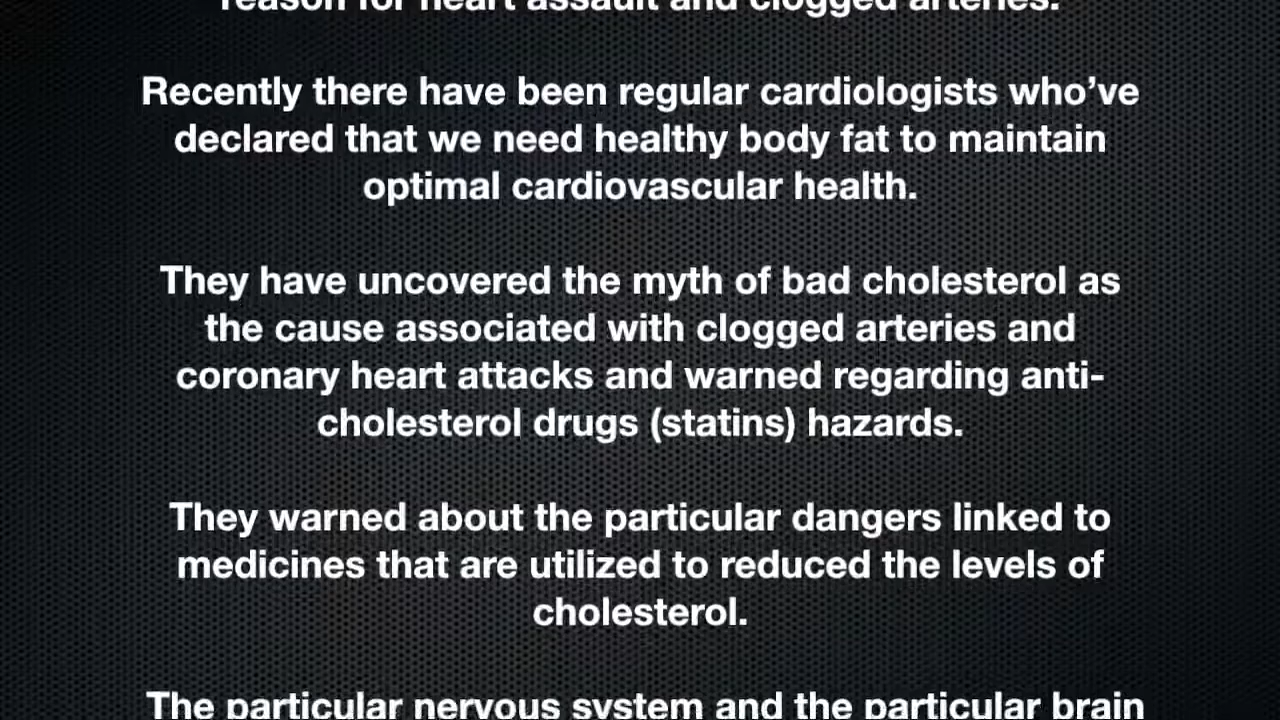 reason for heart assault and clogged arteries.
Recently there have been regular cardiologists who’ve
declared that we need healthy body fat to maintain
optimal cardiovascular health.
They have uncovered the myth of bad cholesterol as
the cause associated with clogged arteries and
coronary heart attacks and warned regarding anti-
cholesterol drugs (statins) hazards.
They warned about the particular dangers linked to
medicines that are utilized to reduced the levels of
cholesterol.
The particular nervous system and the particular brain